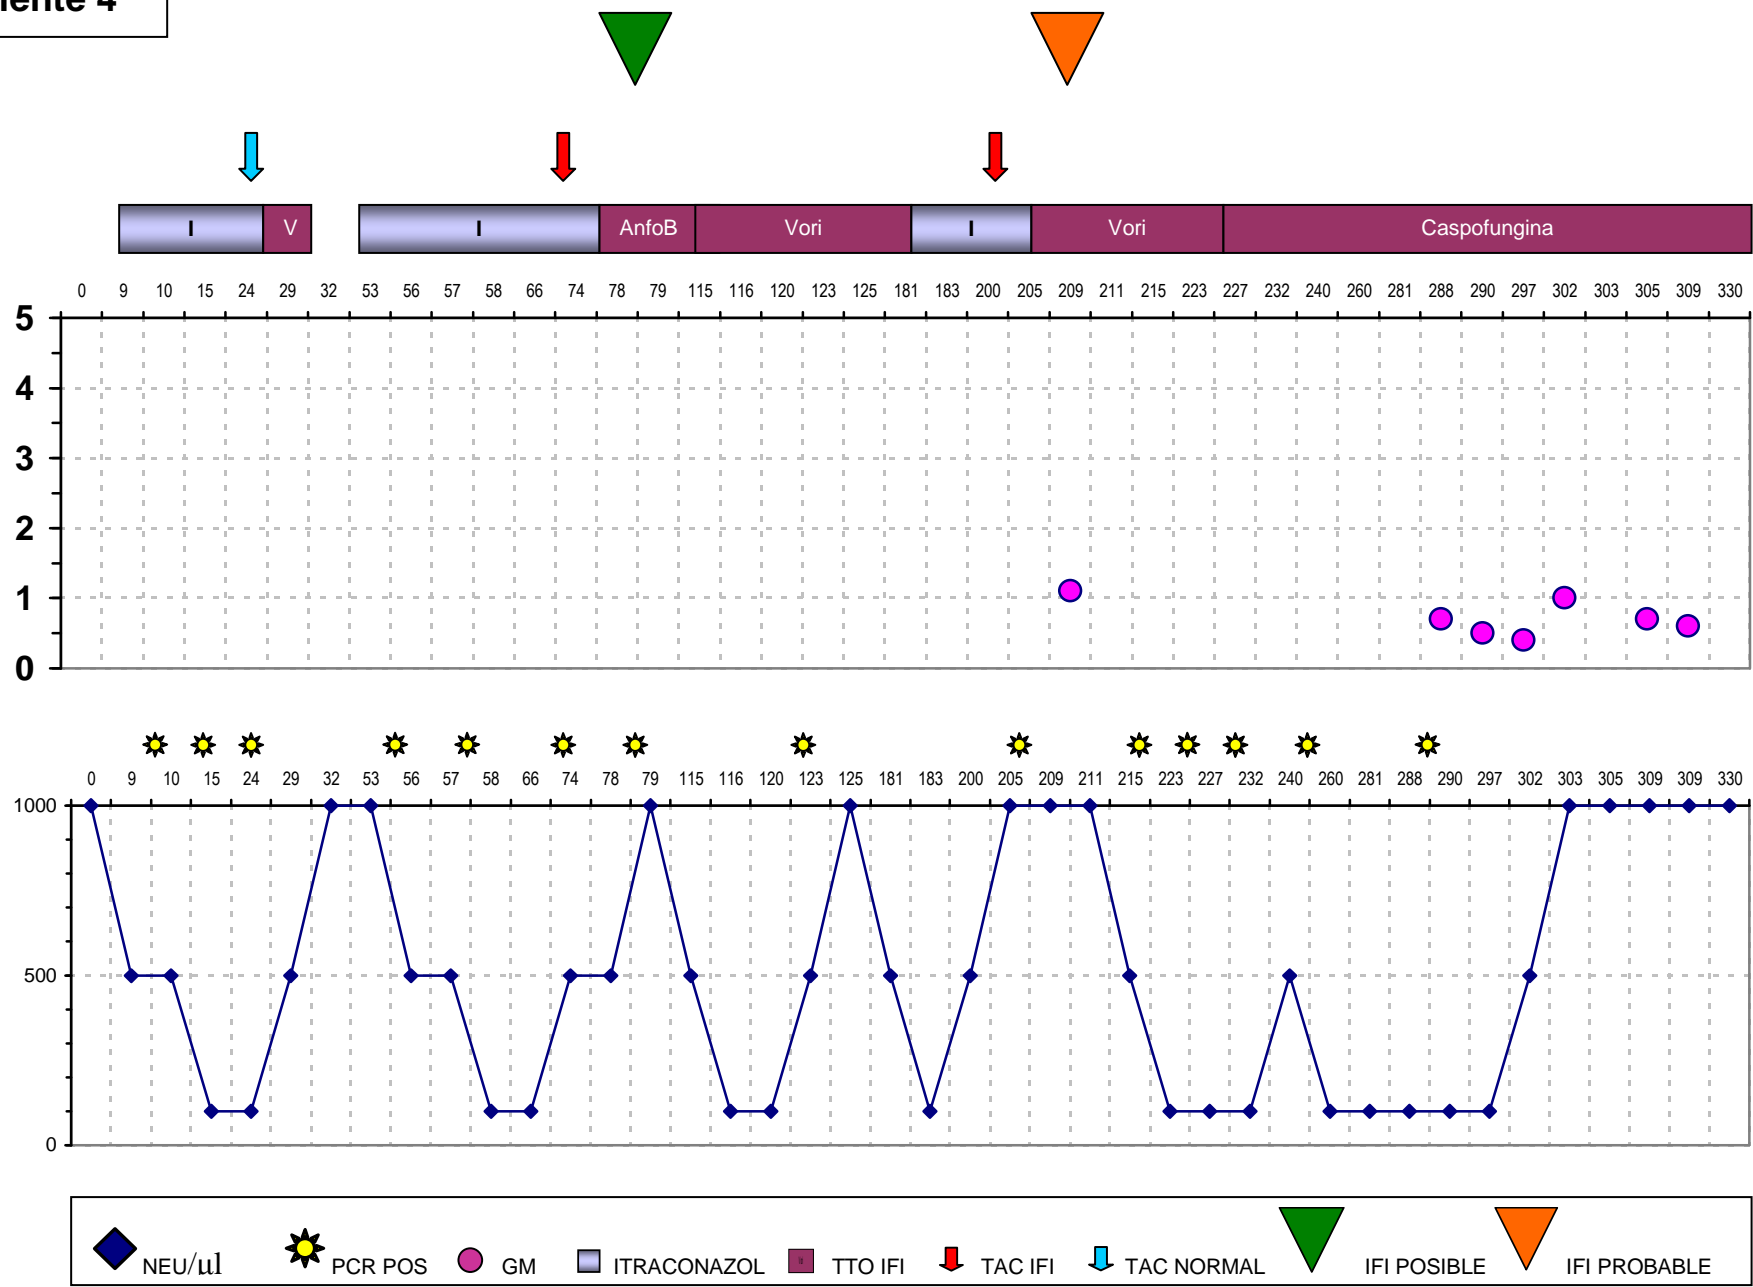 4
I V I AnfoB Vori I Vori Caspofungina
0 9 10 15 24 29 32 53 56 57 58 66 74 78 79 115 116 120 123 125 181 183 200 205 209 211 215 223 227 232 240 260 281 288 290 297 302 303 305 309 330
5
4
3
2
1
0
0 9 10 15 24 29 32 53 56 57 58 66 74 78 79 115 116 120 123 125 181 183 200 205 209 211 215 223 227 232 240 260 281 288 290 297 302 303 305 309 309 330
1000
500
0
NEU/µl PCR POS GM ITRACONAZOL TTO IFI TAC IFI TAC NORMAL IFI POSIBLE IFI PROBABLE